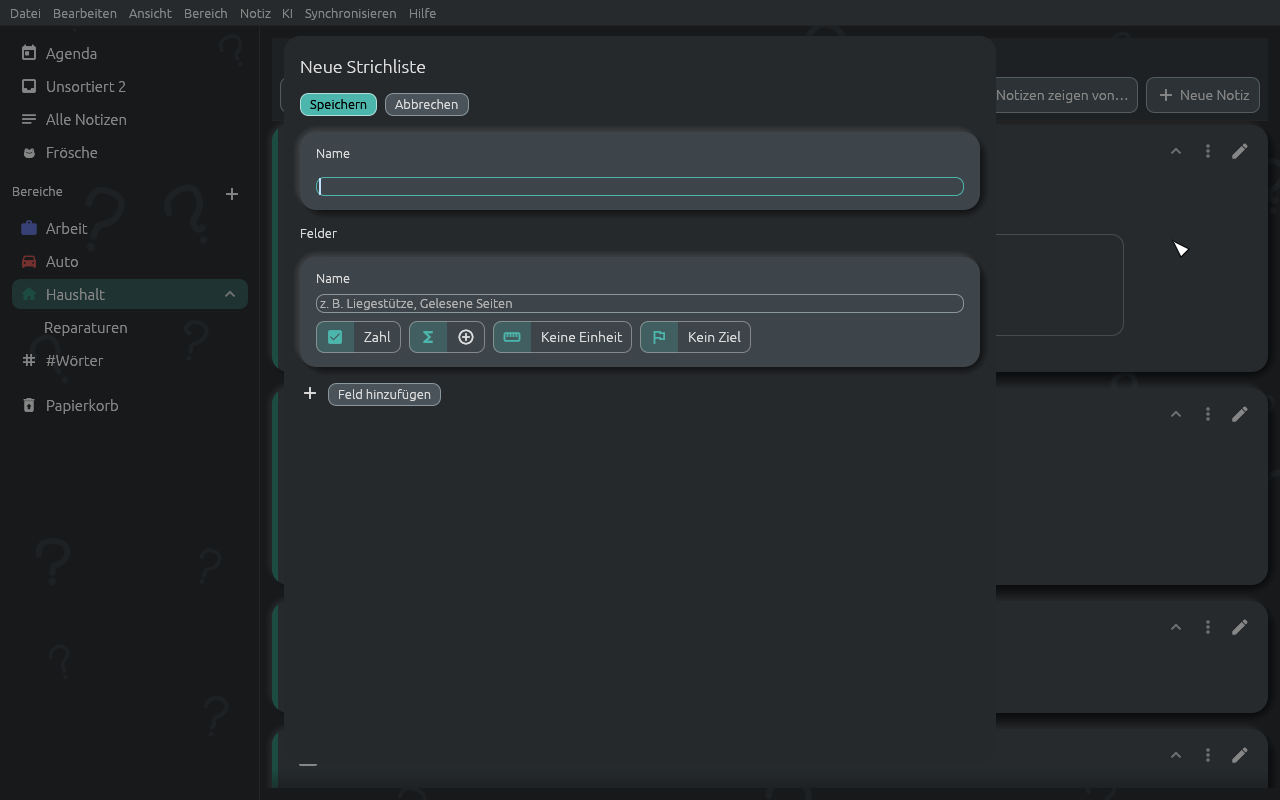 Datei Bearbeiten Ansicht Bereich Notiz KI Synchronisieren Hilfe
Agenda
Unsortiert 2
Alle Notizen
Frösche
Bereiche
Arbeit
Auto
Haushalt
Reparaturen
#Wörter
Papierkorb
Neue Strichliste
Speichern Abbrechen
Name
Felder
Name
z. B. Liegestütze, Gelesene Seiten
Zahl Keine Einheit Kein Ziel
Feld hinzufügen
Notizen zeigen von... Neue Notiz